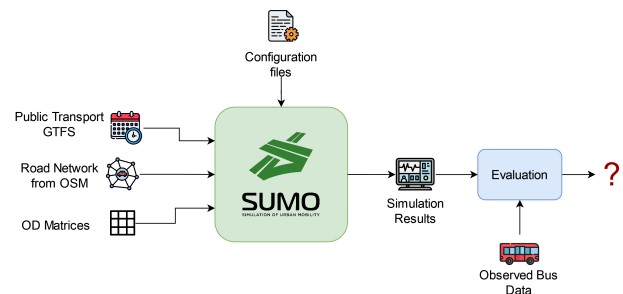 Configuration
files
Public Transport
GTFS
Road Network
from OSM
OD Matrices
SUMO
SIMULATION OF URBAN MOBILITY
Simulation
Results
Evaluation
?
Observed Bus
Data